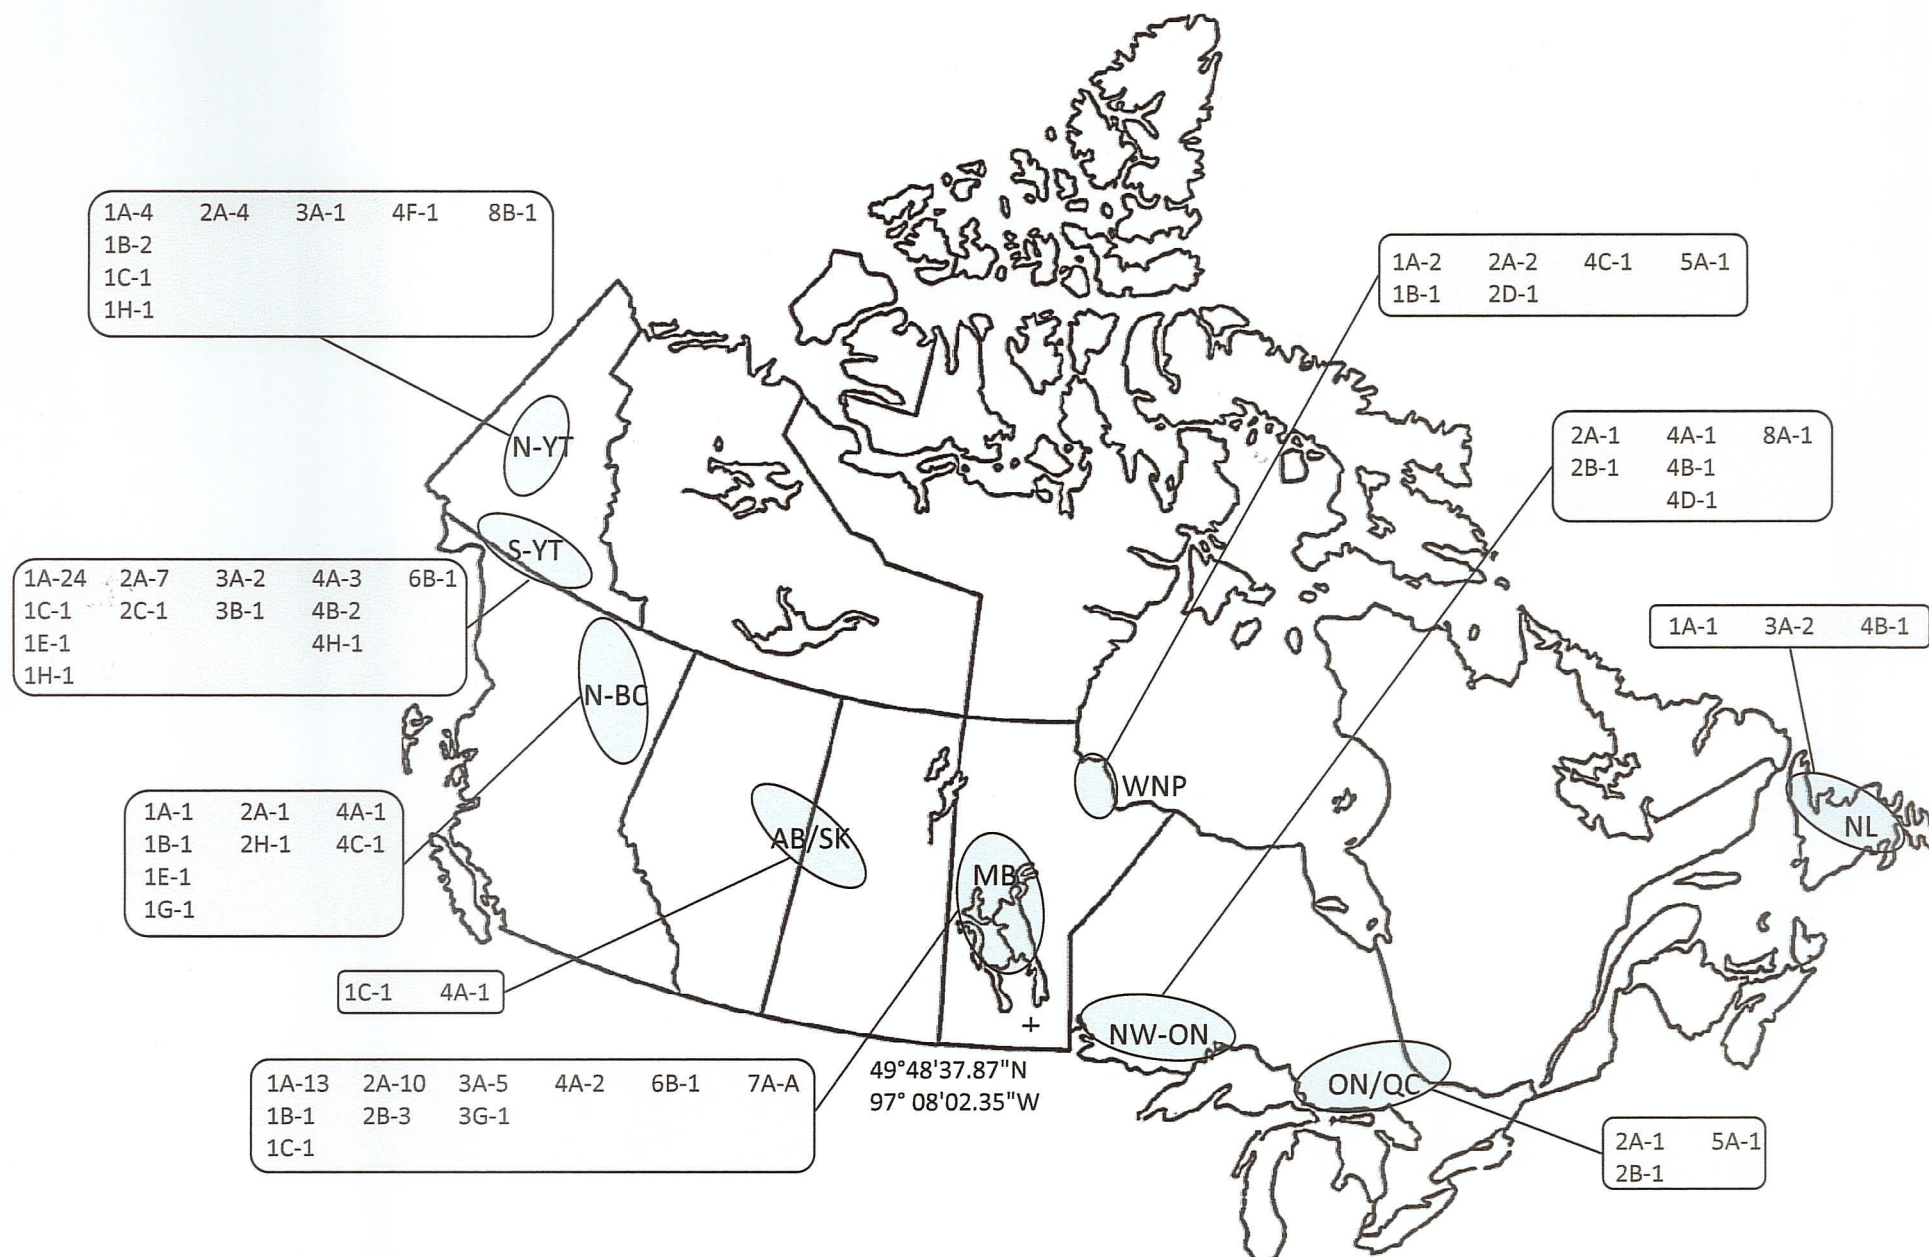 1A-4 2A-4 3A-1 4F-1 8B-1
1B-2
1C-1
1H-1
1A-2 2A-2 4C-1 5A-1
1B-1 2D-1
2A-1 4A-1 8A-1
2B-1 4B-1
4D-1
N-YT
S-YT
1A-24 2A-7 3A-2 4A-3 6B-1
1C-1 2C-1 3B-1 4B-2
1E-1 4H-1
1H-1
1A-1 3A-2 4B-1
N-BC
WNP
NL
1A-1 2A-1 4A-1
1B-1 2H-1 4C-1
1E-1
1G-1
AB/SK
MB
1C-1 4A-1
+
NW-ON
49°48'37.87"N
97° 08'02.35"W
ON/QC
1A-13 2A-10 3A-5 4A-2 6B-1 7A-A
1B-1 2B-3 3G-1
1C-1
2A-1 5A-1
2B-1